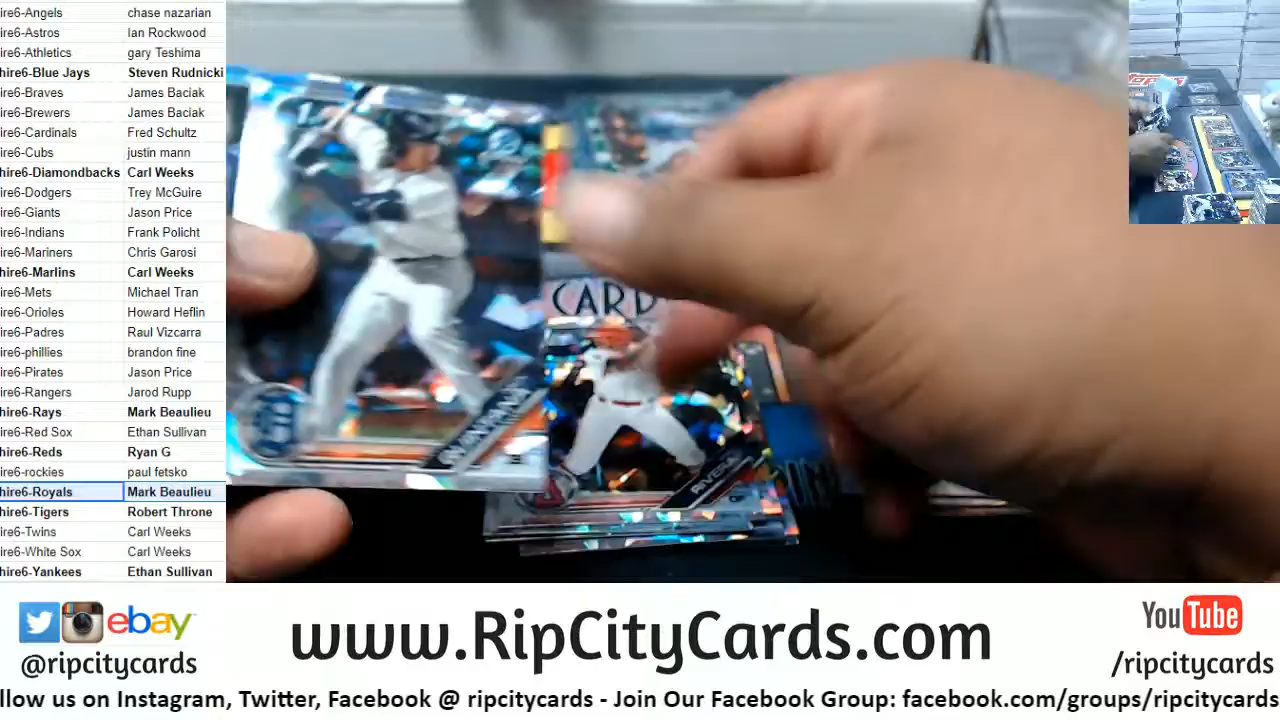 ire6-Angels chase nazarian
ire6-Astros Ian Rockwood
ire6-Athletics gary Teshima
hire6-Blue Jays Steven Rudnicki
ire6-Braves James Baciak
ire6-Brewers James Baciak
ire6-Cardinals Fred Schultz
ire6-Cubs justin mann
hire6-Diamondbacks Carl Weeks
ire6-Dodgers Trey McGuire
ire6-Giants Jason Price
ire6-Indians Frank Policht
ire6-Mariners Chris Garosi
hire6-Marlins Carl Weeks
ire6-Mets Michael Tran
ire6-Orioles Howard Heflin
ire6-Padres Raul Vizcarra
ire6-phillies brandon fine
ire6-Pirates Jason Price
ire6-Rangers Jarod Rupp
hire6-Rays Mark Beaulieu
ire6-Red Sox Ethan Sullivan
hire6-Reds Ryan G
ire6-rockies paul fetsko
hire6-Royals Mark Beaulieu
hire6-Tigers Robert Throne
ire6-Twins Carl Weeks
ire6-White Sox Carl Weeks
hire6-Yankees Ethan Sullivan
CARD
RIVERA
ebay
@ripcitycards
www.RipCityCards.com
YouTube
/ripcitycards
llow us on Instagram, Twitter, Facebook @ ripcitycards - Join Our Facebook Group: facebook.com/groups/ripcitycards